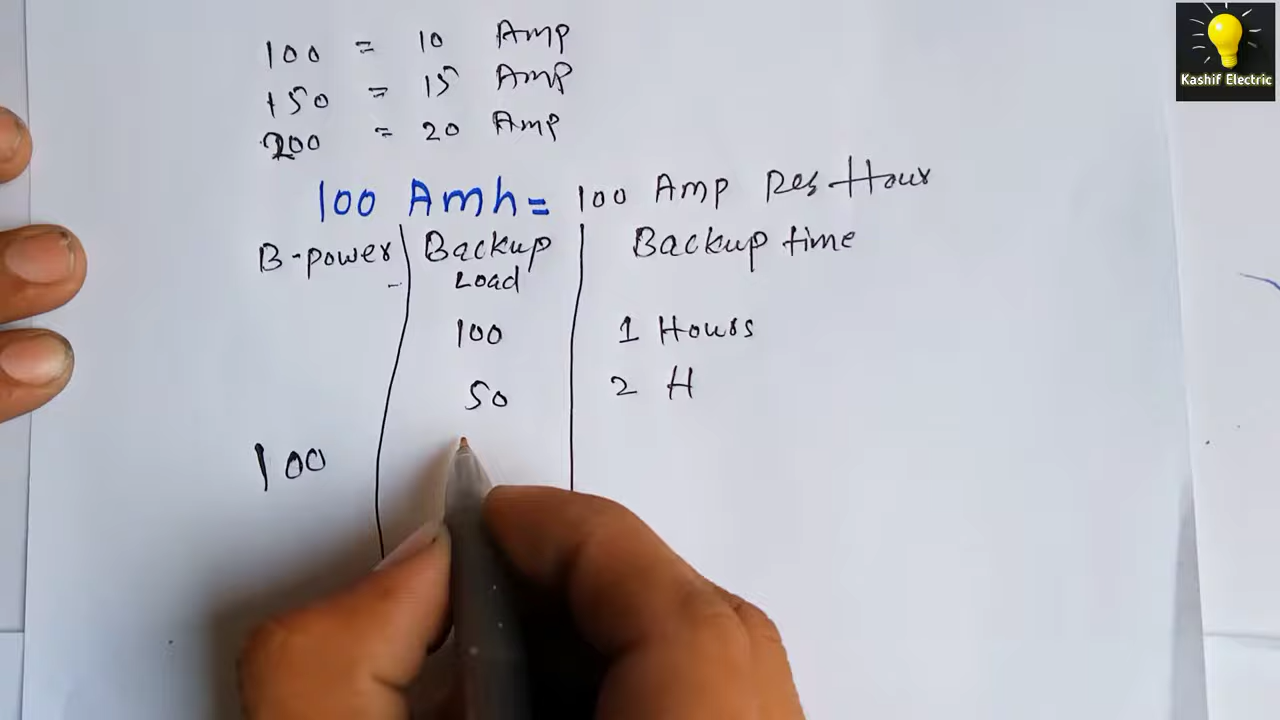 100 = 10 Amp
150 = 15 Amp
200 = 20 Amp
100 Amh = 100 Amp Per Hour
B-power Backup Load Backup time
100 1 Hours
50 2 H
100
Kashif Electric